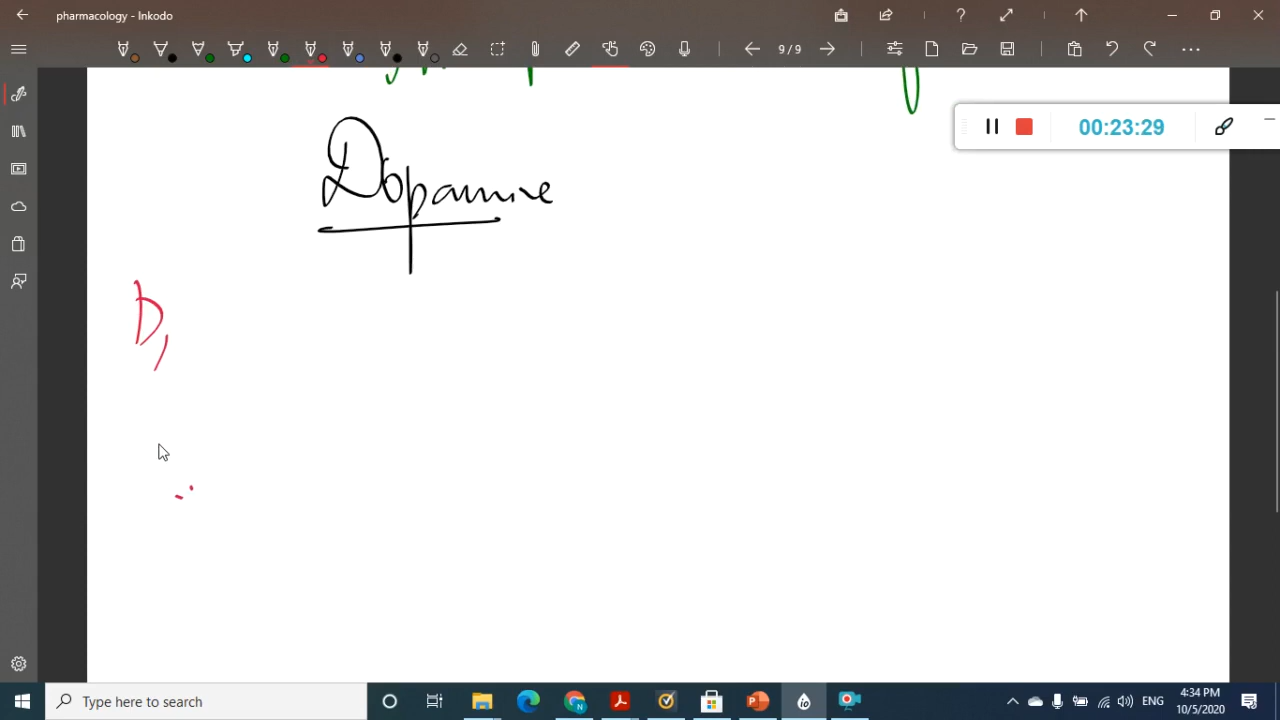 pharmacology - Inkodo
9/9
00:23:29
Dopamine
D,
Type here to search
ENG
4:34 PM
10/5/2020